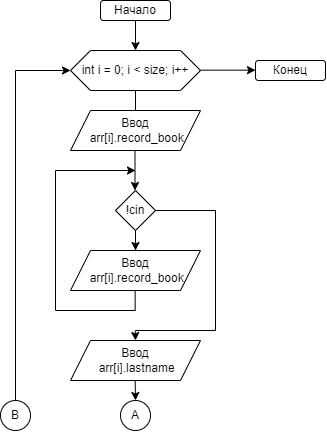 Начало
int i = 0; i < size; i++
Конец
Ввод
arr[i].record_book
!cin
Ввод
arr[i].record_book
Ввод
arr[i].lastname
B
A